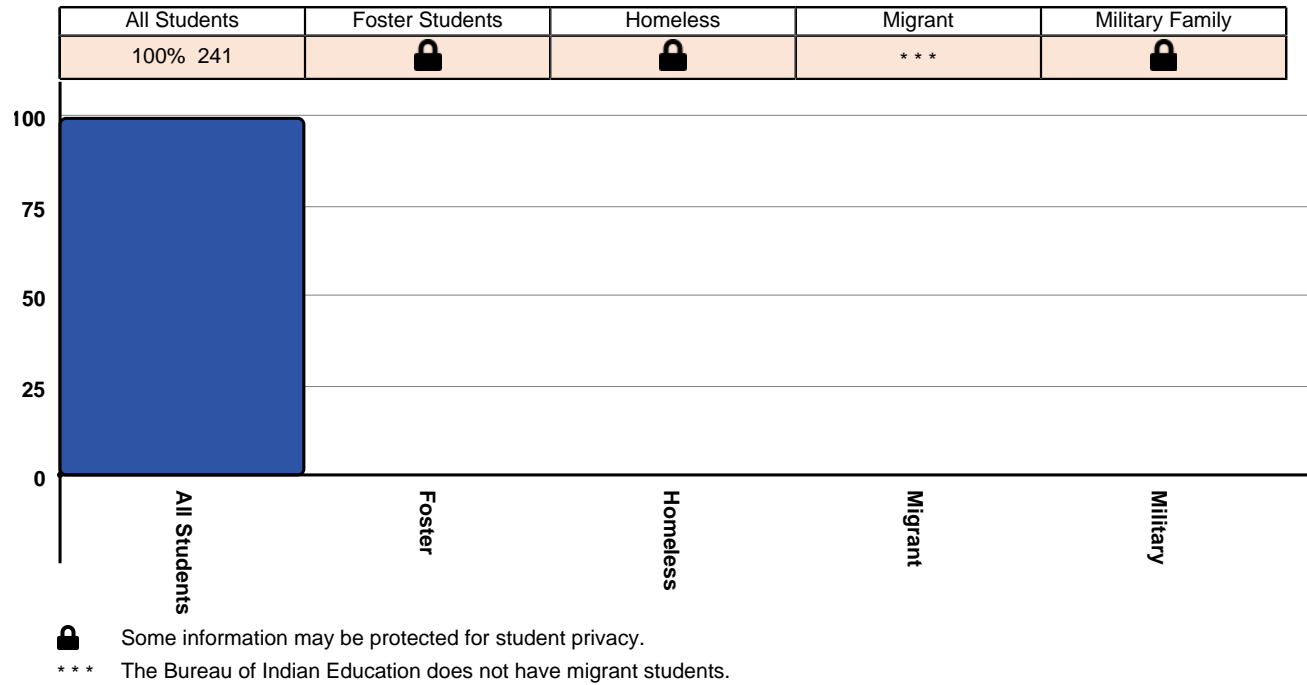 All Students Foster Students Homeless Migrant Military Family
100% 241 * * *
100
75
50
25
0
All Students
Foster
Homeless
Migrant
Military
Some information may be protected for student privacy.
* * * The Bureau of Indian Education does not have migrant students.